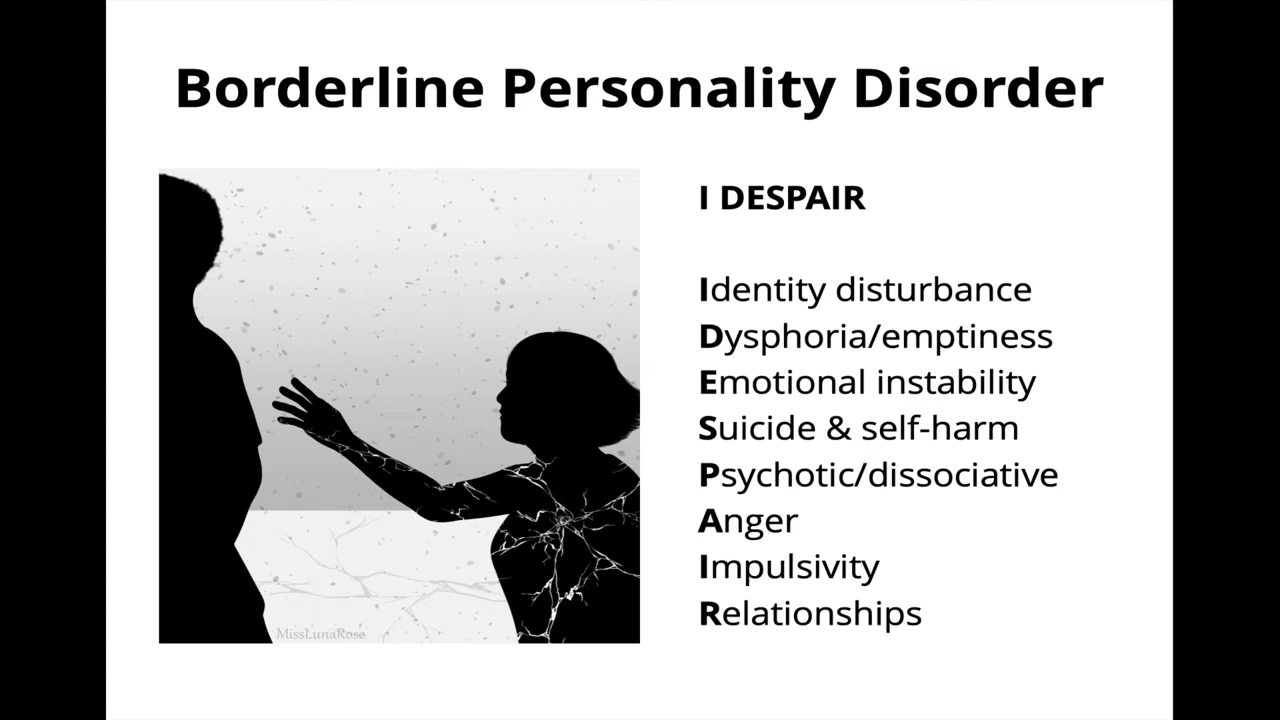 Borderline Personality Disorder
I DESPAIR
Identity disturbance
Dysphoria/emptiness
Emotional instability
Suicide & self-harm
Psychotic/dissociative
Anger
Impulsivity
Relationships
MissLunaRose